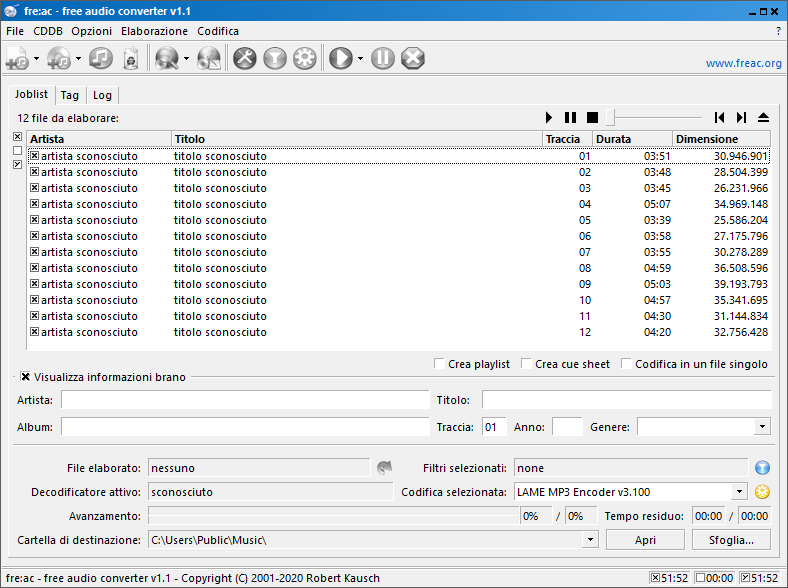 fre:ac - free audio converter v1.1
File CDDB Opzioni Elaborazione Codifica ?
www.freac.org
Joblist Tag Log
12 file da elaborare:
Artista Titolo Traccia Durata Dimensione
artista sconosciuto titolo sconosciuto 01 03:51 30.946.901
artista sconosciuto titolo sconosciuto 02 03:48 28.504.399
artista sconosciuto titolo sconosciuto 03 03:45 26.231.966
artista sconosciuto titolo sconosciuto 04 05:07 34.969.148
artista sconosciuto titolo sconosciuto 05 03:39 25.586.204
artista sconosciuto titolo sconosciuto 06 03:58 27.175.796
artista sconosciuto titolo sconosciuto 07 03:55 30.278.289
artista sconosciuto titolo sconosciuto 08 04:59 36.508.596
artista sconosciuto titolo sconosciuto 09 05:03 39.193.793
artista sconosciuto titolo sconosciuto 10 04:57 35.341.695
artista sconosciuto titolo sconosciuto 11 04:30 31.144.834
artista sconosciuto titolo sconosciuto 12 04:20 32.756.428
Crea playlist Crea cue sheet Codifica in un file singolo
Visualizza informazioni brano
Artista: Titolo:
Album: Traccia: 01 Anno: Genere:
File elaborato: nessuno Filtri selezionati: none
Decodificatore attivo: sconosciuto Codifica selezionata: LAME MP3 Encoder v3.100
Avanzamento: 0% / 0% Tempo residuo: 00:00 / 00:00
Cartella di destinazione: C:\Users\Public\Music\ Apri Sfoglia...
fre:ac - free audio converter v1.1 - Copyright (C) 2001-2020 Robert Kausch 51:52 00:00 51:52